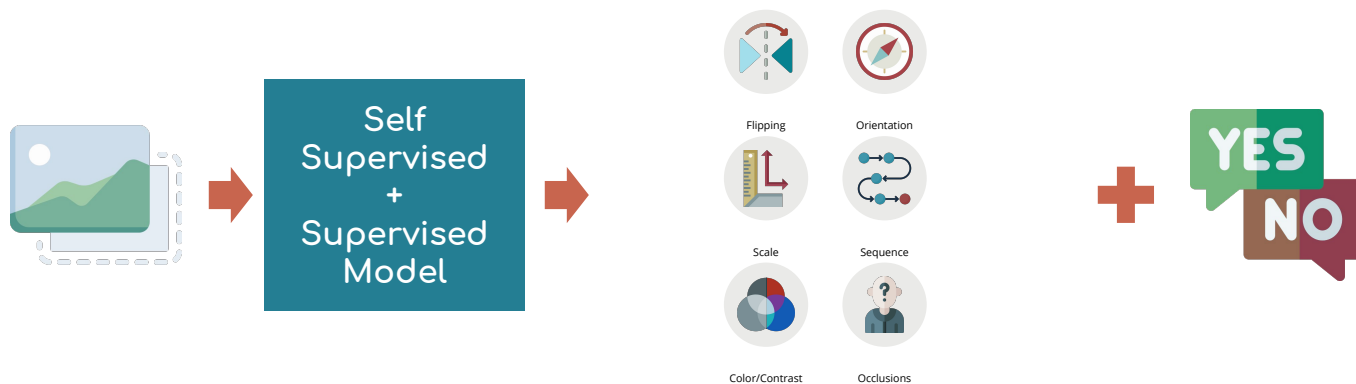 Self
Supervised
+
Supervised
Model
Flipping
Orientation
Scale
Sequence
Color/Contrast
Occlusions
?
YES
NO